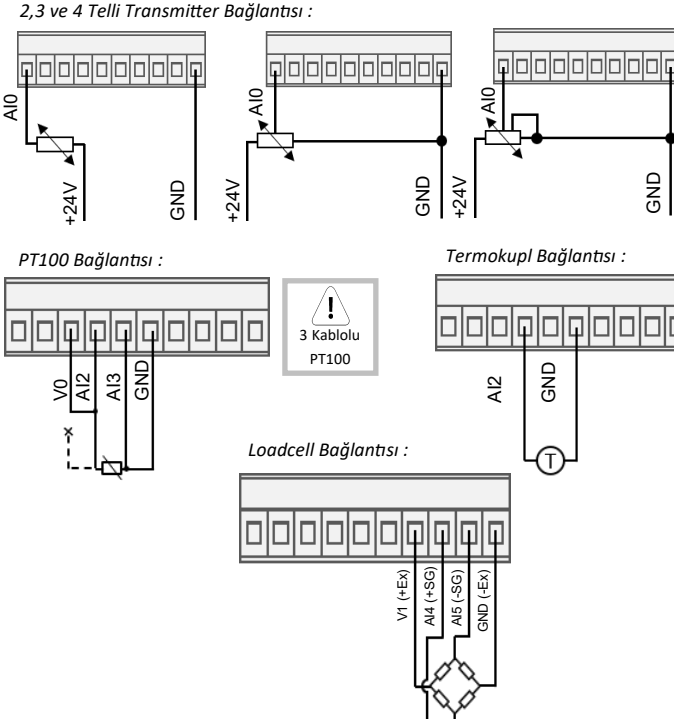 2,3 ve 4 Telli Transmitter Bağlantısı :
AI0
+24V
GND
AI0
+24V
GND
AI0
+24V
GND
PT100 Bağlantısı :
V0
AI2
AI3
GND
!
3 Kablolu
PT100
Termokupl Bağlantısı :
AI2
GND
T
Loadcell Bağlantısı :
V1 (+Ex)
AI4 (+SG)
AI5 (-SG)
GND (-Ex)